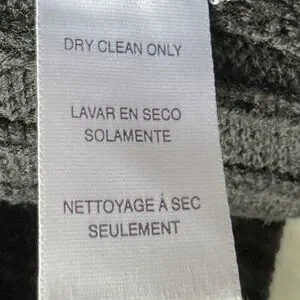 DRY CLEAN ONLY
LAVAR EN SECO
SOLAMENTE
NETTOYAGE À SEC
SEULEMENT